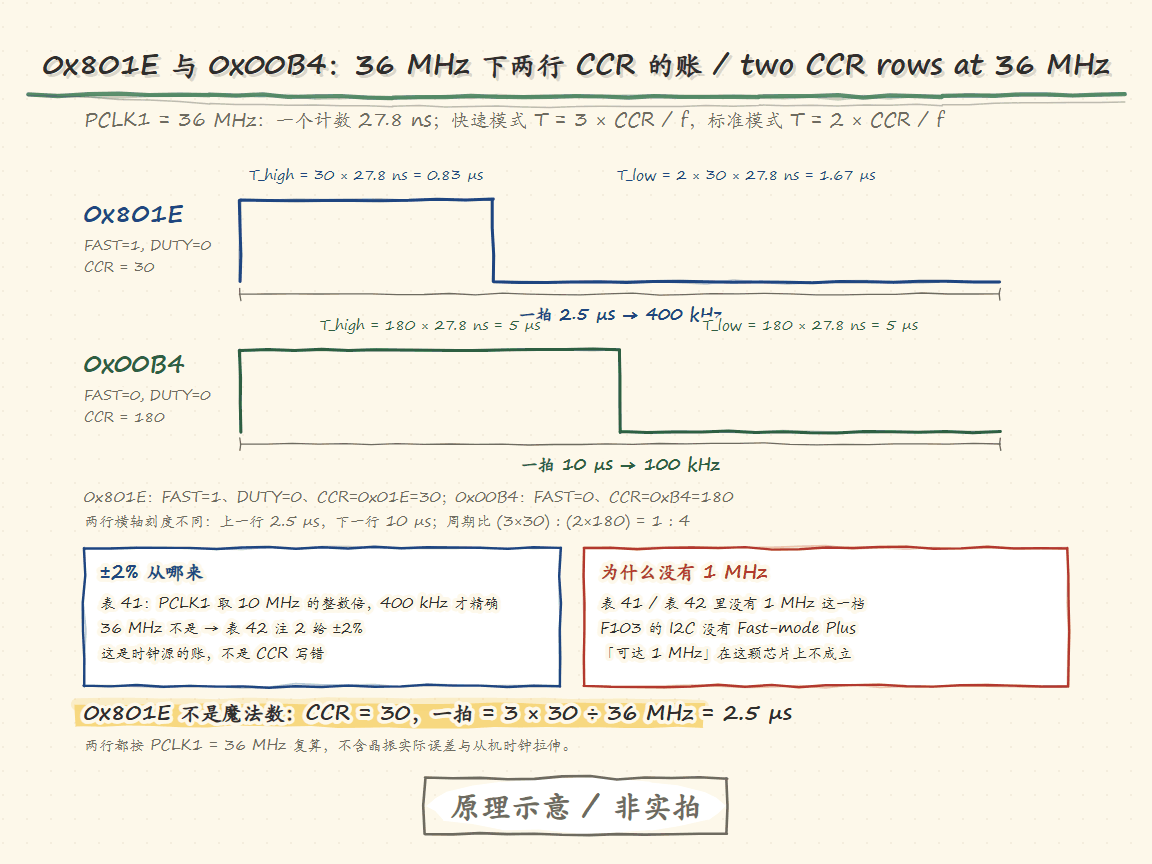 0x801E 与 0x00B4：36 MHz 下两行 CCR 的账 / two CCR rows at 36 MHz
PCLK1 = 36 MHz：一个计数 27.8 ns；快速模式 T = 3 × CCR / f，标准模式 T = 2 × CCR / f
T_high = 30 × 27.8 ns = 0.83 µs
T_low = 2 × 30 × 27.8 ns = 1.67 µs
0x801E
FAST=1, DUTY=0
CCR = 30
一拍 2.5 µs → 400 kHz
T_high = 180 × 27.8 ns = 5 µs
T_low = 180 × 27.8 ns = 5 µs
0x00B4
FAST=0, DUTY=0
CCR = 180
一拍 10 µs → 100 kHz
0x801E：FAST=1、DUTY=0、CCR=0x01E=30；0x00B4：FAST=0、CCR=0xB4=180
两行横轴刻度不同：上一行 2.5 µs，下一行 10 µs；周期比 (3×30) : (2×180) = 1 : 4
±2% 从哪来
表 41：PCLK1 取 10 MHz 的整数倍，400 kHz 才精确
36 MHz 不是 → 表 42 注 2 给 ±2%
这是时钟源的账，不是 CCR 写错
为什么没有 1 MHz
表 41 / 表 42 里没有 1 MHz 这一档
F103 的 I2C 没有 Fast-mode Plus
「可达 1 MHz」在这颗芯片上不成立
0x801E 不是魔法数：CCR = 30，一拍 = 3 × 30 ÷ 36 MHz = 2.5 µs
两行都按 PCLK1 = 36 MHz 复算，不含晶振实际误差与从机时钟拉伸。
原理示意 / 非实拍